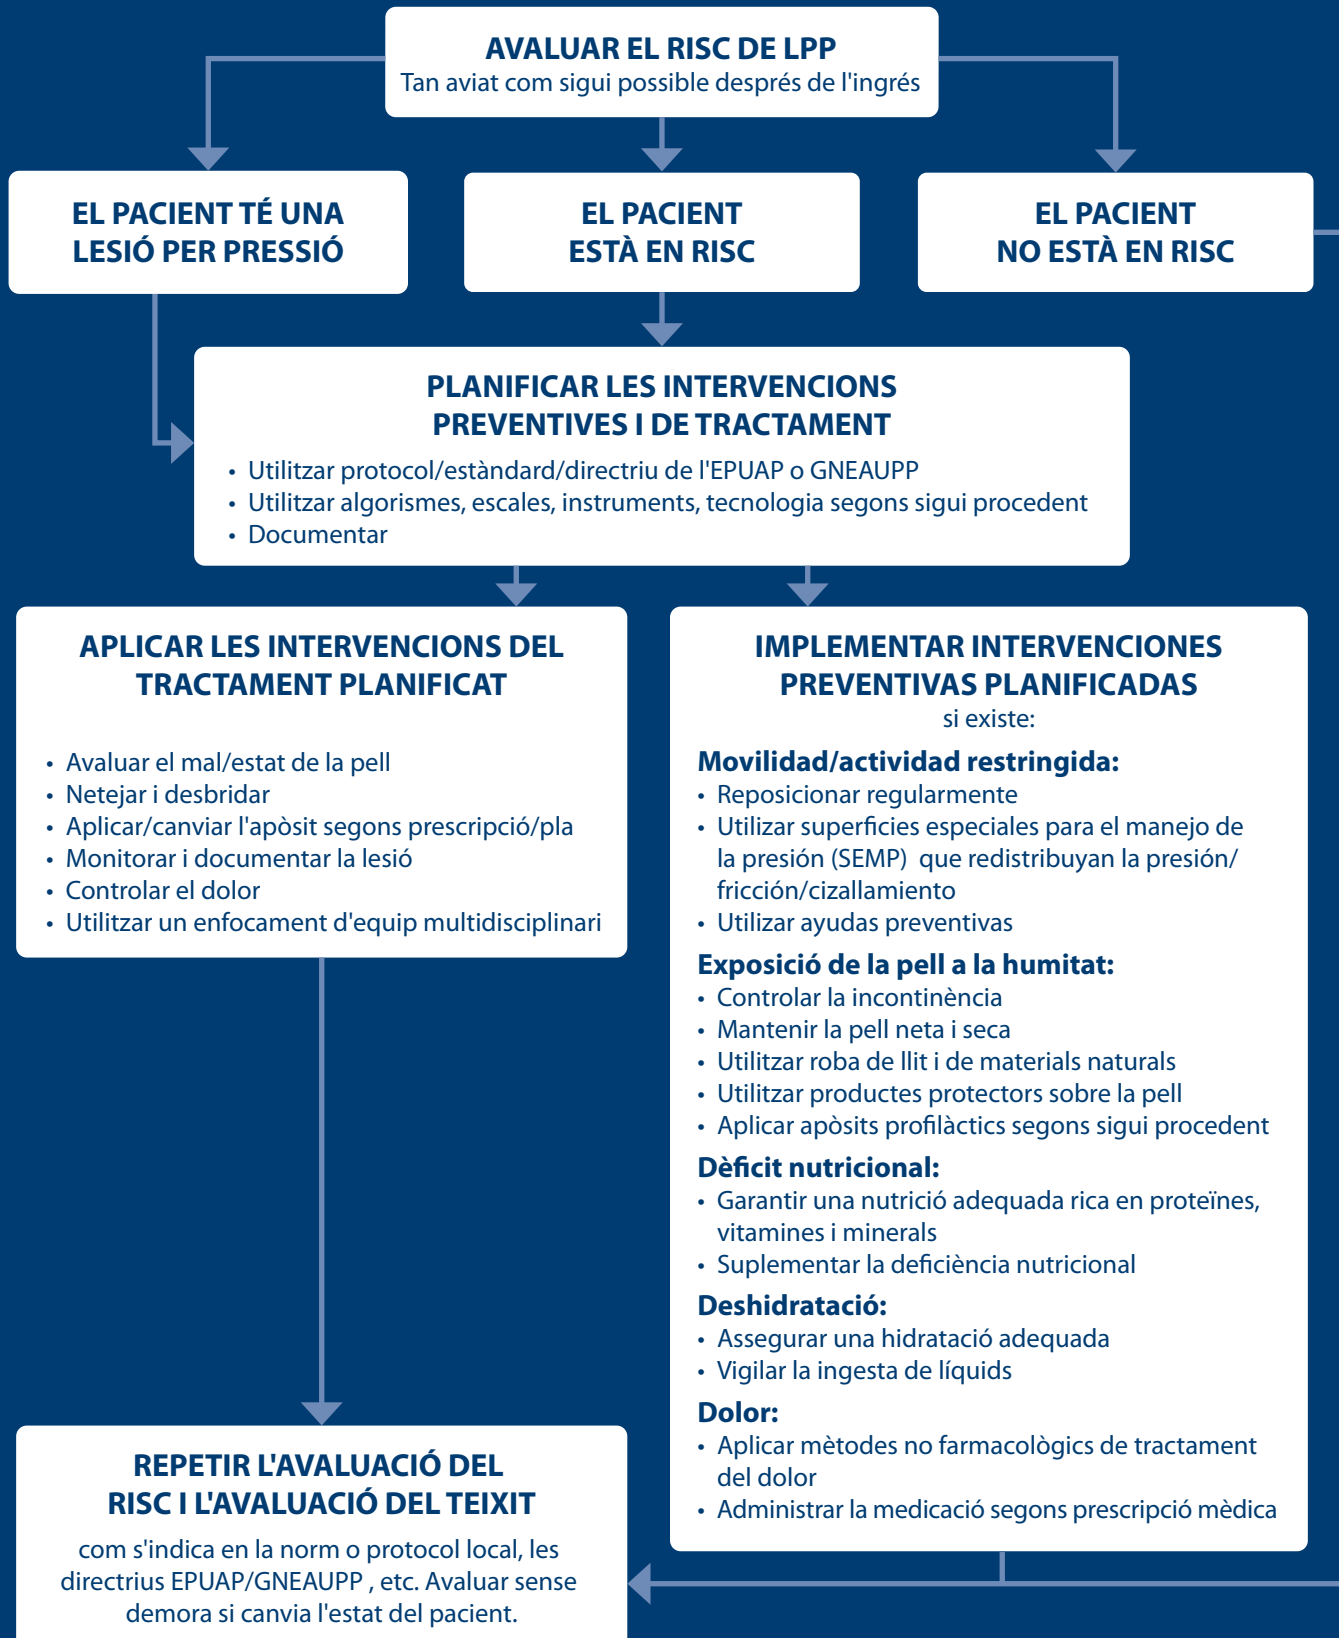 AVALUAR EL RISC DE LPP
Tan aviat com sigui possible després de l'ingrés
EL PACIENT TÉ UNA
LESIÓ PER PRESSIÓ
EL PACIENT
ESTÀ EN RISC
EL PACIENT
NO ESTÀ EN RISC
PLANIFICAR LES INTERVENCIONS
PREVENTIVES I DE TRACTAMENT
• Utilitzar protocol/estàndard/directriu de l'EPUAP o GNEAUPP
• Utilitzar algorismes, escales, instruments, tecnologia segons sigui procedent
• Documentar
APLICAR LES INTERVENCIONS DEL
TRACTAMENT PLANIFICAT
• Avaluar el mal/estat de la pell
• Netejar i desbridar
• Aplicar/canviar l'apòsit segons prescripció/pla
• Monitorar i documentar la lesió
• Controlar el dolor
• Utilitzar un enfocament d'equip multidisciplinari
IMPLEMENTAR INTERVENCIONES
PREVENTIVAS PLANIFICADAS
si existe:
Movilidad/actividad restringida:
• Reposicionar regularmente
• Utilizar superficies especiales para el manejo de
la presión (SEMP) que redistribuyan la presión/
fricción/cizallamiento
• Utilizar ayudas preventivas
Exposició de la pell a la humitat:
• Controlar la incontinència
• Mantenir la pell neta i seca
• Utilitzar roba de llit i de materials naturals
• Utilitzar productes protectors sobre la pell
• Aplicar apòsits profilàctics segons sigui procedent
Dèficit nutricional:
• Garantir una nutrició adequada rica en proteïnes,
vitamines i minerals
• Suplementar la deficiència nutricional
Deshidratació:
• Assegurar una hidratació adequada
• Vigilar la ingesta de líquids
Dolor:
• Aplicar mètodes no farmacològics de tractament
del dolor
• Administrar la medicació segons prescripció mèdica
REPETIR L'AVALUACIÓ DEL
RISC I L'AVALUACIÓ DEL TEIXIT
com s'indica en la norm o protocol local, les
directrius EPUAP/GNEAUPP , etc. Avaluar sense
demora si canvia l'estat del pacient.